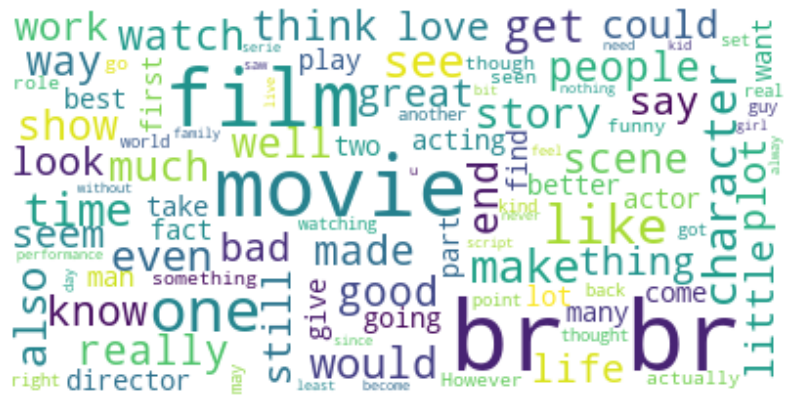 work watch think love get could
way go serie saw play see though seen need people kid set want
role best first film great another story nothing say real guy
show world family live well two acting bit funny girl
look much movie u end find scene character plot alway
time without take watching part better feel kind actor
seem fact even bad made never like got little
performance day man something good script make thing
also know one still give going point lot back many come
really since br br thought
right director may would least become However life actually